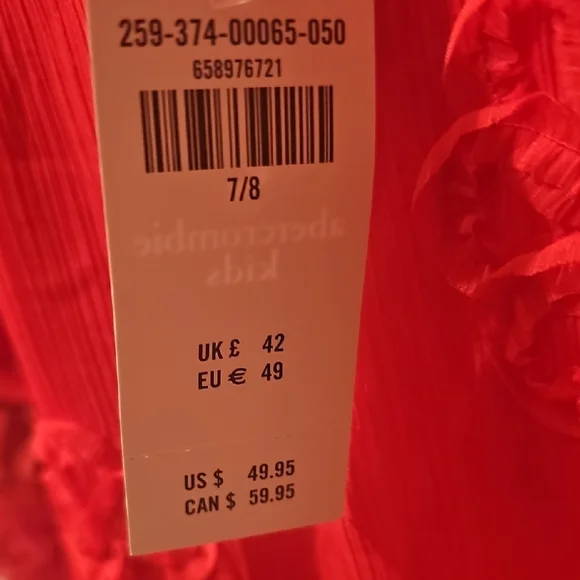 259-374-00065-050
658976721
7/8
abercrombie
kids
UK £ 42
EU € 49
US $ 49.95
CAN $ 59.95